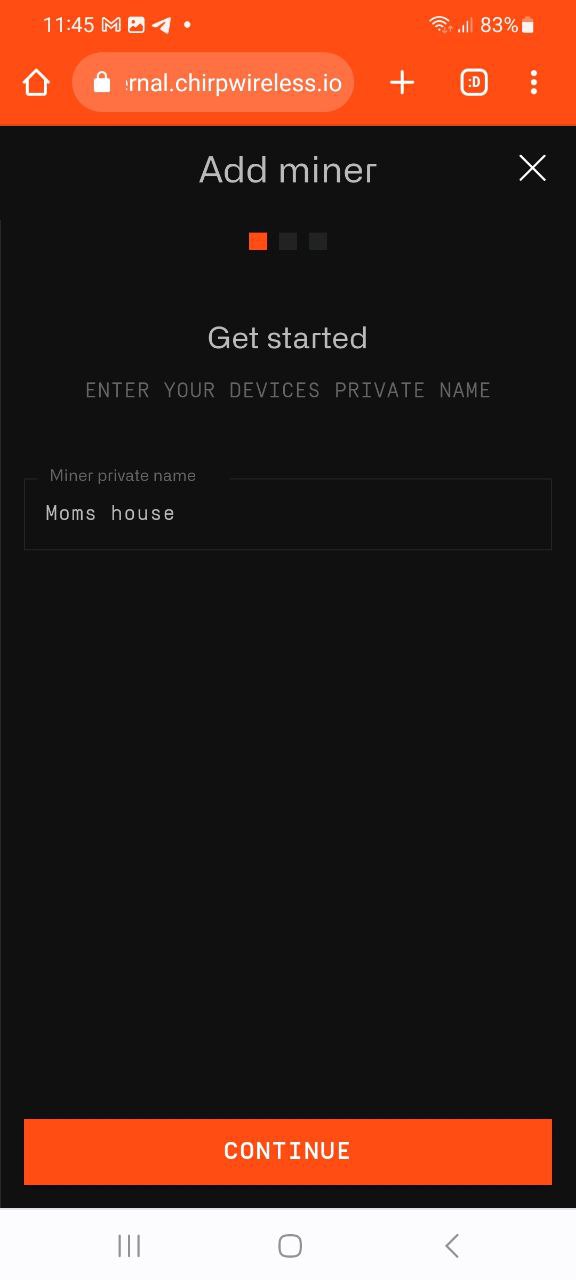 11:45
83%
rnal.chirpwireless.io
:D
Add miner
Get started
ENTER YOUR DEVICES PRIVATE NAME
Miner private name
Moms house
CONTINUE